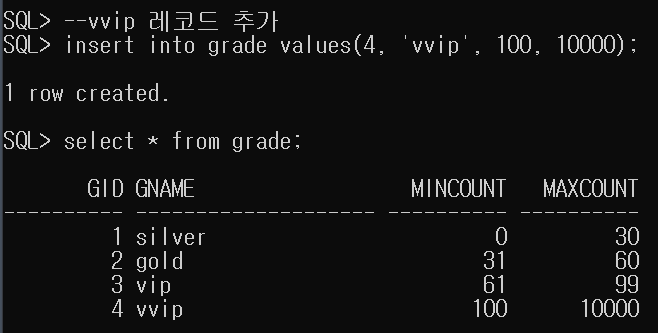 SQL> --vvip 레코드 추가
SQL> insert into grade values(4, 'vvip', 100, 10000);
1 row created.
SQL> select * from grade;
       GID GNAME                  MINCOUNT   MAXCOUNT
---------- -------------------- ---------- ----------
         1 silver                        0         30
         2 gold                         31         60
         3 vip                          61         99
         4 vvip                        100      10000